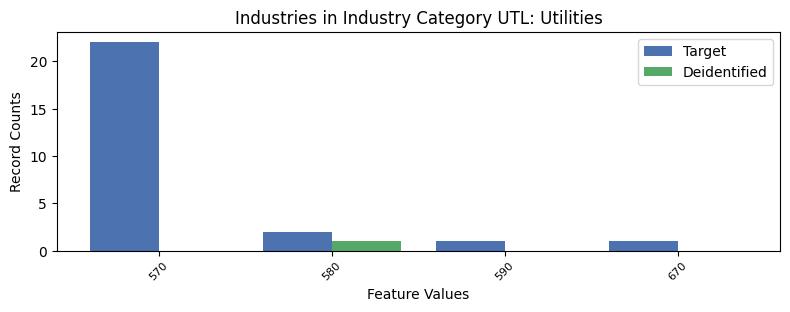 Industries in Industry Category UTL: Utilities
Target
Deidentified
Record Counts
20
15
10
5
0
570
580
590
670
Feature Values